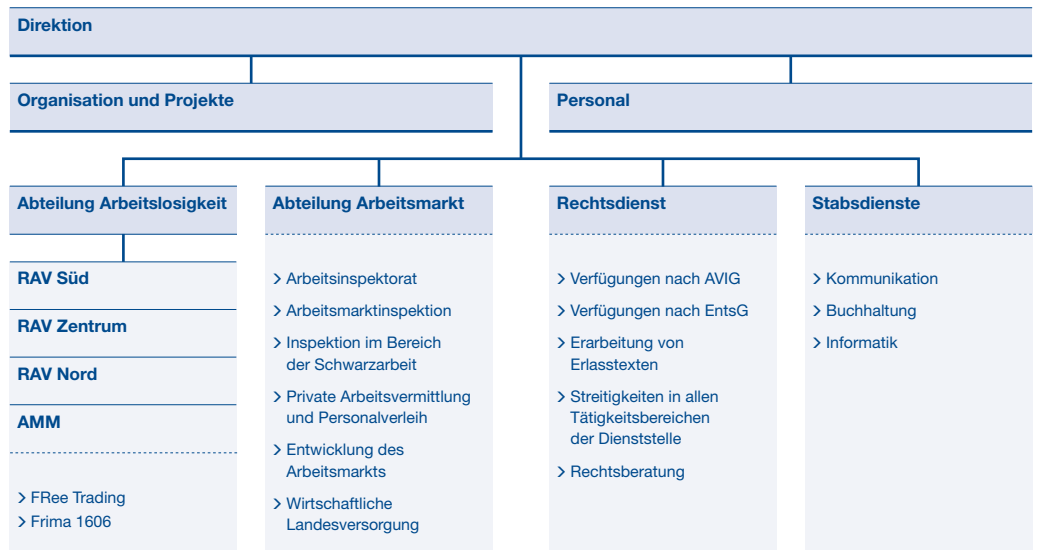 Direktion
Organisation und Projekte
Personal
Abteilung Arbeitslosigkeit
RAV Süd
RAV Zentrum
RAV Nord
AMM
> FRee Trading
> Frima 1606
Abteilung Arbeitsmarkt
> Arbeitsinspektorat
> Arbeitsmarktinspektion
> Inspektion im Bereich
der Schwarzarbeit
> Private Arbeitsvermittlung
und Personalverleih
> Entwicklung des
Arbeitsmarkts
> Wirtschaftliche
Landesversorgung
Rechtsdienst
> Verfügungen nach AVIG
> Verfügungen nach EntsG
> Erarbeitung von
Erlasstexten
> Streitigkeiten in allen
Tätigkeitsbereichen
der Dienststelle
> Rechtsberatung
Stabsdienste
> Kommunikation
> Buchhaltung
> Informatik